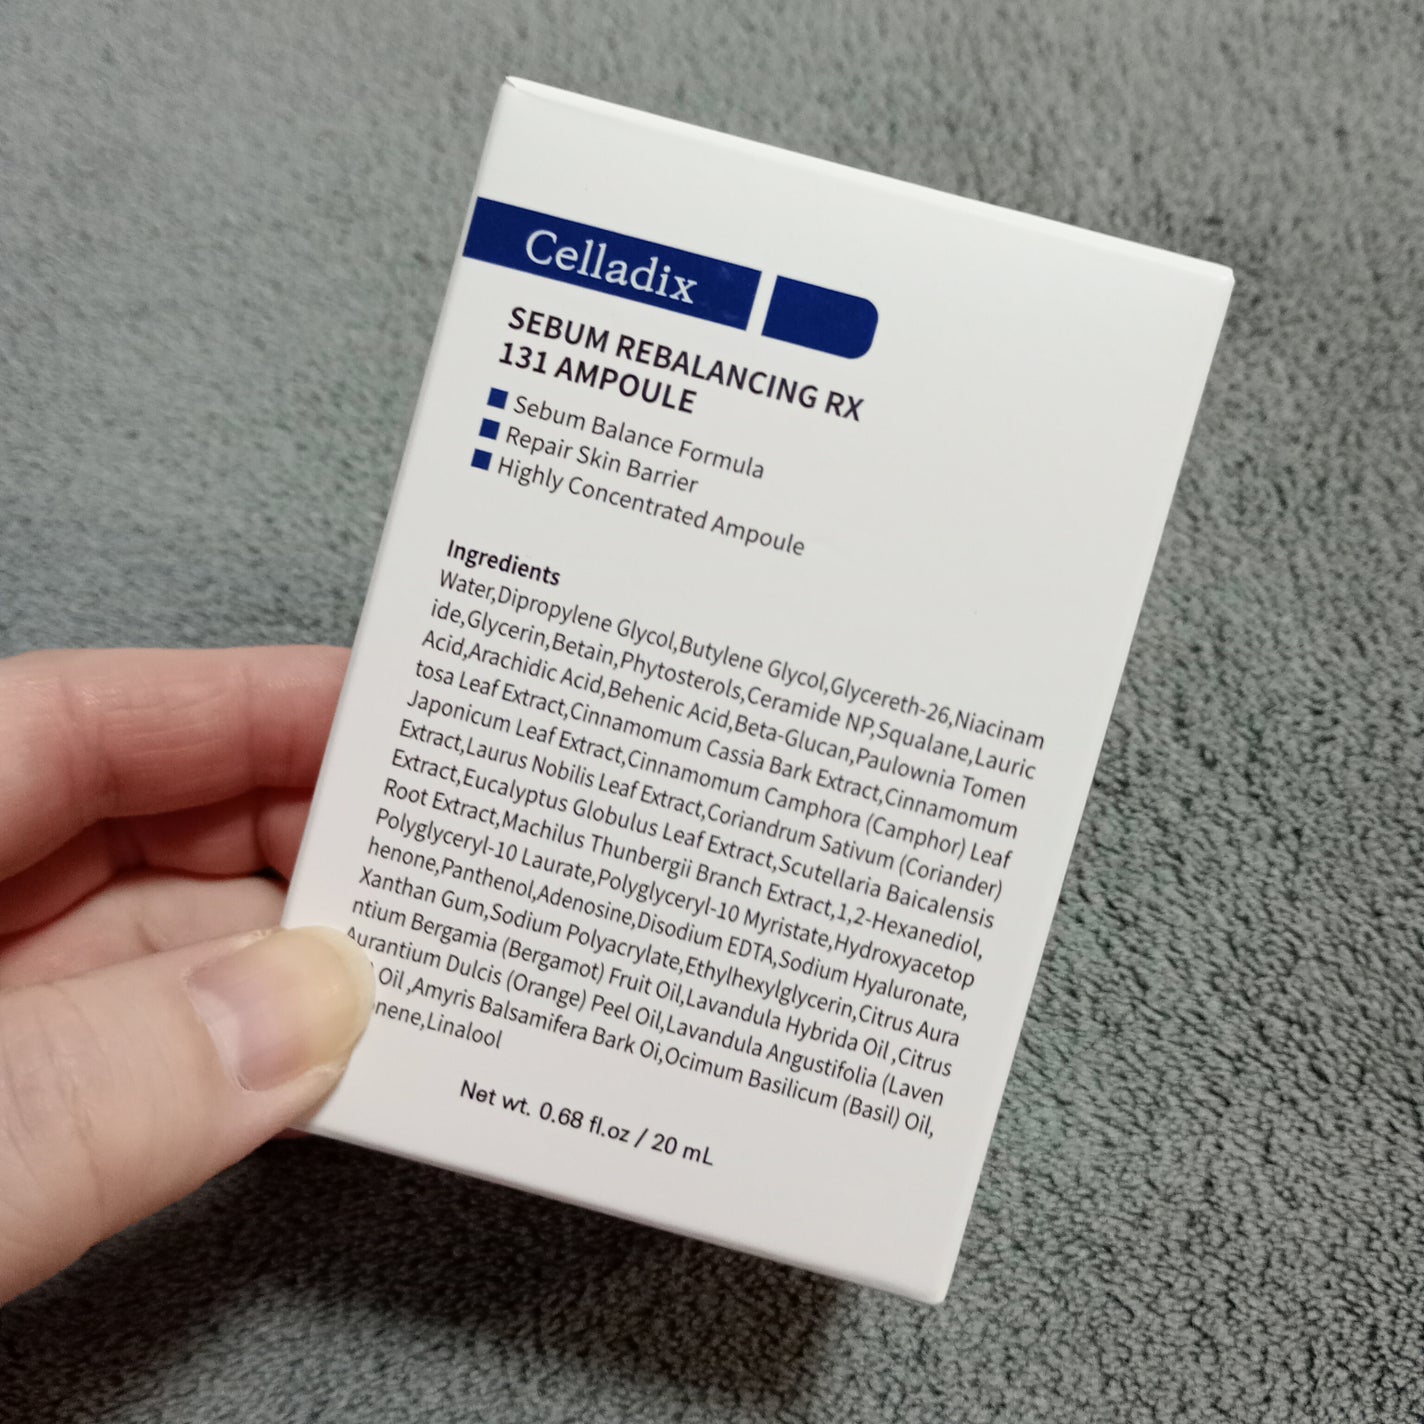 Celladix
SEBUM REBALANCING RX
131 AMPOULE
Sebum Balance Formula
Repair Skin Barrier
Highly Concentrated Ampoule
Ingredients
Water,Dipropylene Glycol,Butylene Glycol,Glycereth-26,Niacinam
ide,Glycerin,Betain,Phytosterols,Ceramide NP,Squalane,Lauric
Acid,Arachidic Acid,Behenic Acid,Beta-Glucan,Paulownia Tomen
tosa Leaf Extract,Cinnamomum Cassia Bark Extract,Cinnamomum
Japonicum Leaf Extract,Cinnamomum Camphora (Camphor) Leaf
Extract,Laurus Nobilis Leaf Extract,Coriandrum Sativum (Coriander)
Extract,Eucalyptus Globulus Leaf Extract,Scutellaria Baicalensis
Root Extract,Machilus Thunbergii Branch Extract,1,2-Hexanediol,
Polyglyceryl-10 Laurate,Polyglyceryl-10 Myristate,Hydroxyacetop
henone,Panthenol,Adenosine,Disodium EDTA,Sodium Hyaluronate,
Xanthan Gum,Sodium Polyacrylate,Ethylhexylglycerin,Citrus Aura
ntium Bergamia (Bergamot) Fruit Oil,Lavandula Hybrida Oil ,Citrus
Aurantium Dulcis (Orange) Peel Oil,Lavandula Angustifolia (Laven
Oil ,Amyris Balsamifera Bark Oi,Ocimum Basilicum (Basil) Oil,
nene,Linalool
Net wt. 0.68 fl.oz / 20 mL